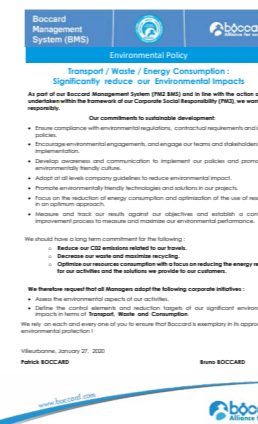 Boccard
Management
System (BMS)
bocca
Alliance for
Environmental Policy
Transport / Waste / Energy Consumption :
Significantly reduce our Environmental Impacts
As part of our Boccard Management System (PM2 BMS) and in line with the action
undertaken within the framework of our Corporate Social Responsibility (PM3), we wan
responsibly.
Our commitments to sustainable development:
• Ensure compliance with environmental regulations, contractual requirements and
policies.
• Encourage environmental engagements, and engage our teams and stakeholders
implementation.
• Develop awareness and communication to implement our policies and promo
environmentally friendly culture.
• Adopt at all levels company guidelines to reduce environmental impact.
• Promote environmentally friendly technologies and solutions in our projects.
• Focus on the reduction of energy consumption and optimization of the use of res
in an optimum approach.
• Measure and track our results against our objectives and establish a con
improvement process to measure and maximize our environmental performance.
We should have a long term commitment for the following :
o Reduce our CO2 emissions related to our travels.
o Decrease our waste and maximize recycling.
o Optimize our resources consumption with a focus on reducing the energy re
for our activities and the solutions we provide to our customers.
We therefore request that all Managers adopt the following corporate initiatives :
• Assess the environmental aspects of our activities.
• Define the control elements and reduction targets of our significant environ
impacts in terms of Transport, Waste and Consumption.
We rely on each and every one of you to ensure that Boccard is exemplary in its appro
environmental protection !
Villeurbanne, January 27, 2020
Patrick BOCCARD Bruno BOCCARD
www.boccard.com
boc
Alliance